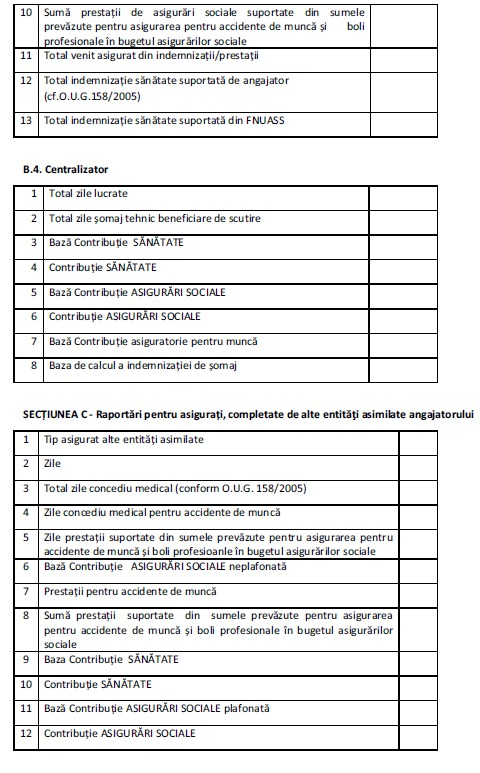 10 Sumă prestații de asigurări sociale suportate din sumele
prevăzute pentru asigurarea pentru accidente de muncă și boli
profesionale în bugetul asigurărilor sociale
11 Total venit asigurat din indemnizații/prestații
12 Total indemnizație sănătate suportată de angajator
(cf.O.U.G.158/2005)
13 Total indemnizație sănătate suportată din FNUASS
B.4. Centralizator
1 Total zile lucrate
2 Total zile șomaj tehnic beneficiare de scutire
3 Bază Contribuție SĂNĂTATE
4 Contribuție SĂNĂTATE
5 Bază Contribuție ASIGURĂRI SOCIALE
6 Contribuție ASIGURĂRI SOCIALE
7 Bază Contribuție asiguratorie pentru muncă
8 Baza de calcul a indemnizației de șomaj
SECȚIUNEA C - Raportări pentru asigurați, completate de alte entități asimilate angajatorului
1 Tip asigurat alte entități asimilate
2 Zile
3 Total zile concediu medical (conform O.U.G. 158/2005)
4 Zile concediu medical pentru accidente de muncă
5 Zile prestații suportate din sumele prevăzute pentru asigurarea pentru
accidente de muncă și boli profesioanle în bugetul asigurărilor sociale
6 Bază Contribuție ASIGURĂRI SOCIALE neplafonată
7 Prestații pentru accidente de muncă
8 Sumă prestații suportate din sumele prevăzute pentru asigurarea
pentru accidente de muncă și boli profesionale în bugetul asigurărilor
sociale
9 Baza Contribuție SĂNĂTATE
10 Contribuție SĂNĂTATE
11 Bază Contribuție ASIGURĂRI SOCIALE plafonată
12 Contribuție ASIGURĂRI SOCIALE